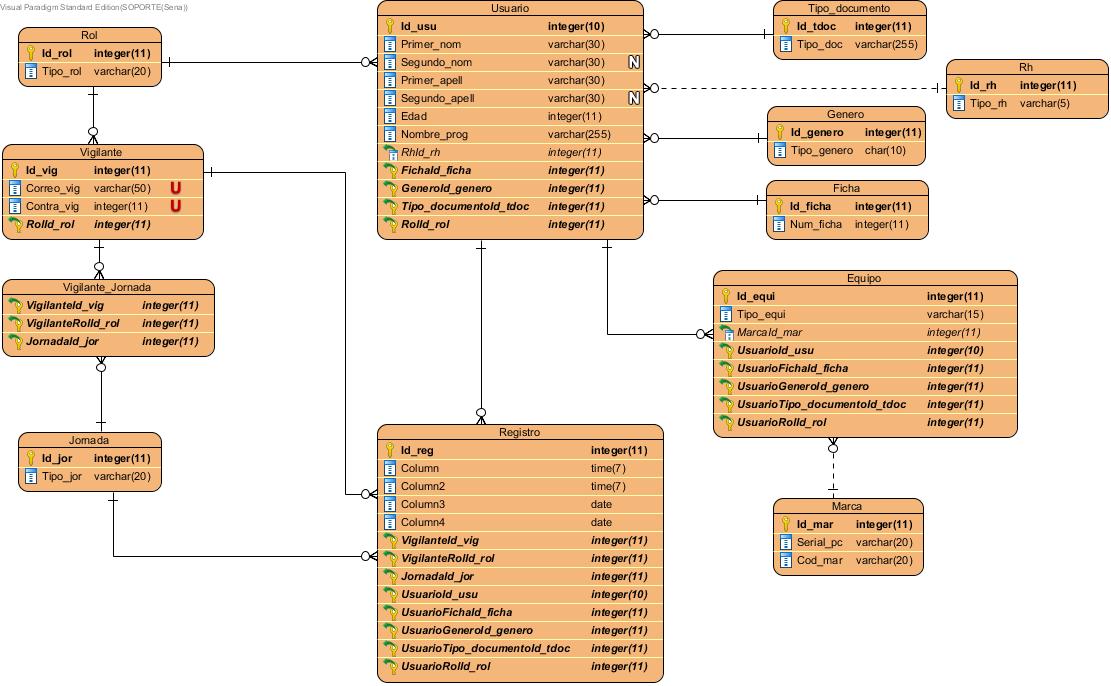 Visual Paradigm Standard Edition(SOPORTE(Sena))
Rol
Id_rol integer(11)
Tipo_rol varchar(20)
Vigilante
Id_vig integer(11)
Correo_vig varchar(50) U
Contra_vig integer(11) U
RolId_rol integer(11)
Vigilante_Jornada
VigilanteId_vig integer(11)
VigilanteRolId_rol integer(11)
JornadaId_jor integer(11)
Jornada
Id_jor integer(11)
Tipo_jor varchar(20)
Usuario
Id_usu integer(10)
Primer_nom varchar(30)
Segundo_nom varchar(30) N
Primer_apell varchar(30)
Segundo_apell varchar(30) N
Edad integer(11)
Nombre_prog varchar(255)
RhId_rh integer(11)
FichaId_ficha integer(11)
GeneroId_genero integer(11)
Tipo_documentoId_tdoc integer(11)
RolId_rol integer(11)
Registro
Id_reg integer(11)
Column time(7)
Column2 time(7)
Column3 date
Column4 date
VigilanteId_vig integer(11)
VigilanteRolId_rol integer(11)
JornadaId_jor integer(11)
UsuarioId_usu integer(10)
UsuarioFichaId_ficha integer(11)
UsuarioGeneroId_genero integer(11)
UsuarioTipo_documentoId_tdoc integer(11)
UsuarioRolId_rol integer(11)
Tipo_documento
Id_tdoc integer(11)
Tipo_doc varchar(255)
Rh
Id_rh integer(11)
Tipo_rh varchar(5)
Genero
Id_genero integer(11)
Tipo_genero char(10)
Ficha
Id_ficha integer(11)
Num_ficha integer(11)
Equipo
Id_equi integer(11)
Tipo_equi varchar(15)
MarcaId_mar integer(11)
UsuarioId_usu integer(10)
UsuarioFichaId_ficha integer(11)
UsuarioGeneroId_genero integer(11)
UsuarioTipo_documentoId_tdoc integer(11)
UsuarioRolId_rol integer(11)
Marca
Id_mar integer(11)
Serial_pc varchar(20)
Cod_mar varchar(20)